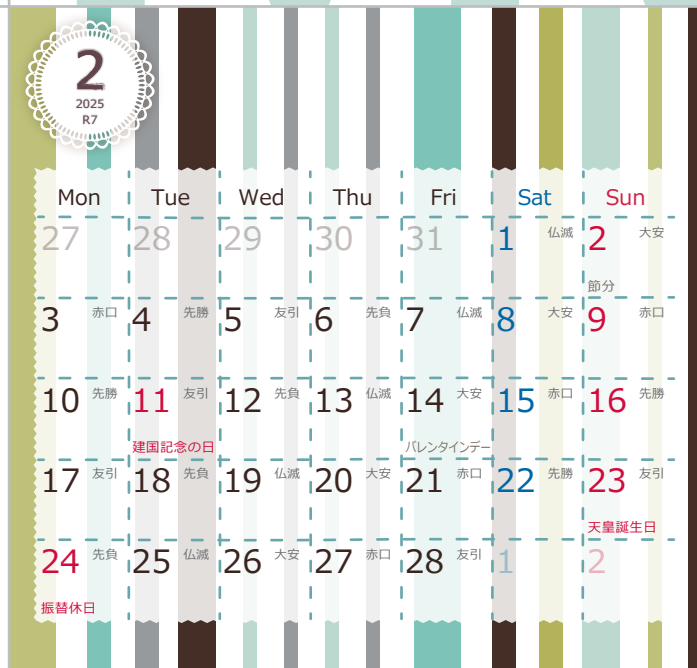 2
2025
R7
Mon Tue Wed Thu Fri Sat Sun
27 28 29 30 31 1 仏滅 2 大安
節分
3 赤口 4 先勝 5 友引 6 先負 7 仏滅 8 大安 9 赤口
10 先勝 11 友引 12 先負 13 仏滅 14 大安 15 赤口 16 先勝
建国記念の日 バレンタインデー
17 友引 18 先負 19 仏滅 20 大安 21 赤口 22 先勝 23 友引
天皇誕生日
24 先負 25 仏滅 26 大安 27 赤口 28 友引 1 2
振替休日